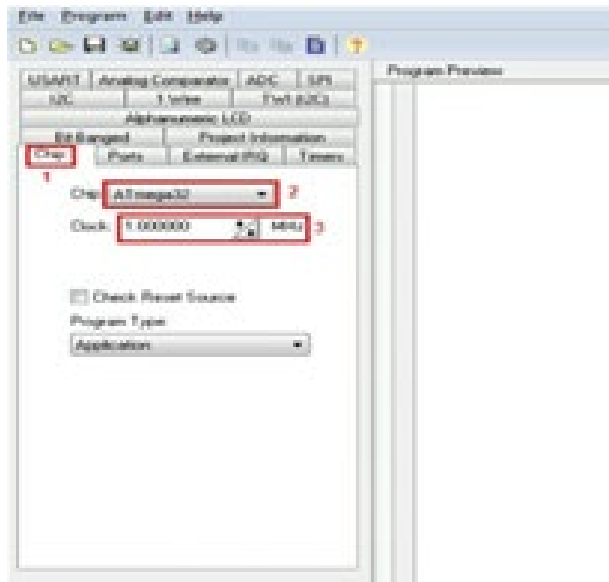 File Program Edit Help
Program Preview
USART Analog Comparator ADC SPI
I2C 1 Wire TWI (I2C)
Alphanumeric LCD
Bit-Banged Project Information
Chip Ports External IRQ Timers
1
Chip: ATmega32 2
Clock: 1.000000 MHz 3
Check Reset Source
Program Type:
Application